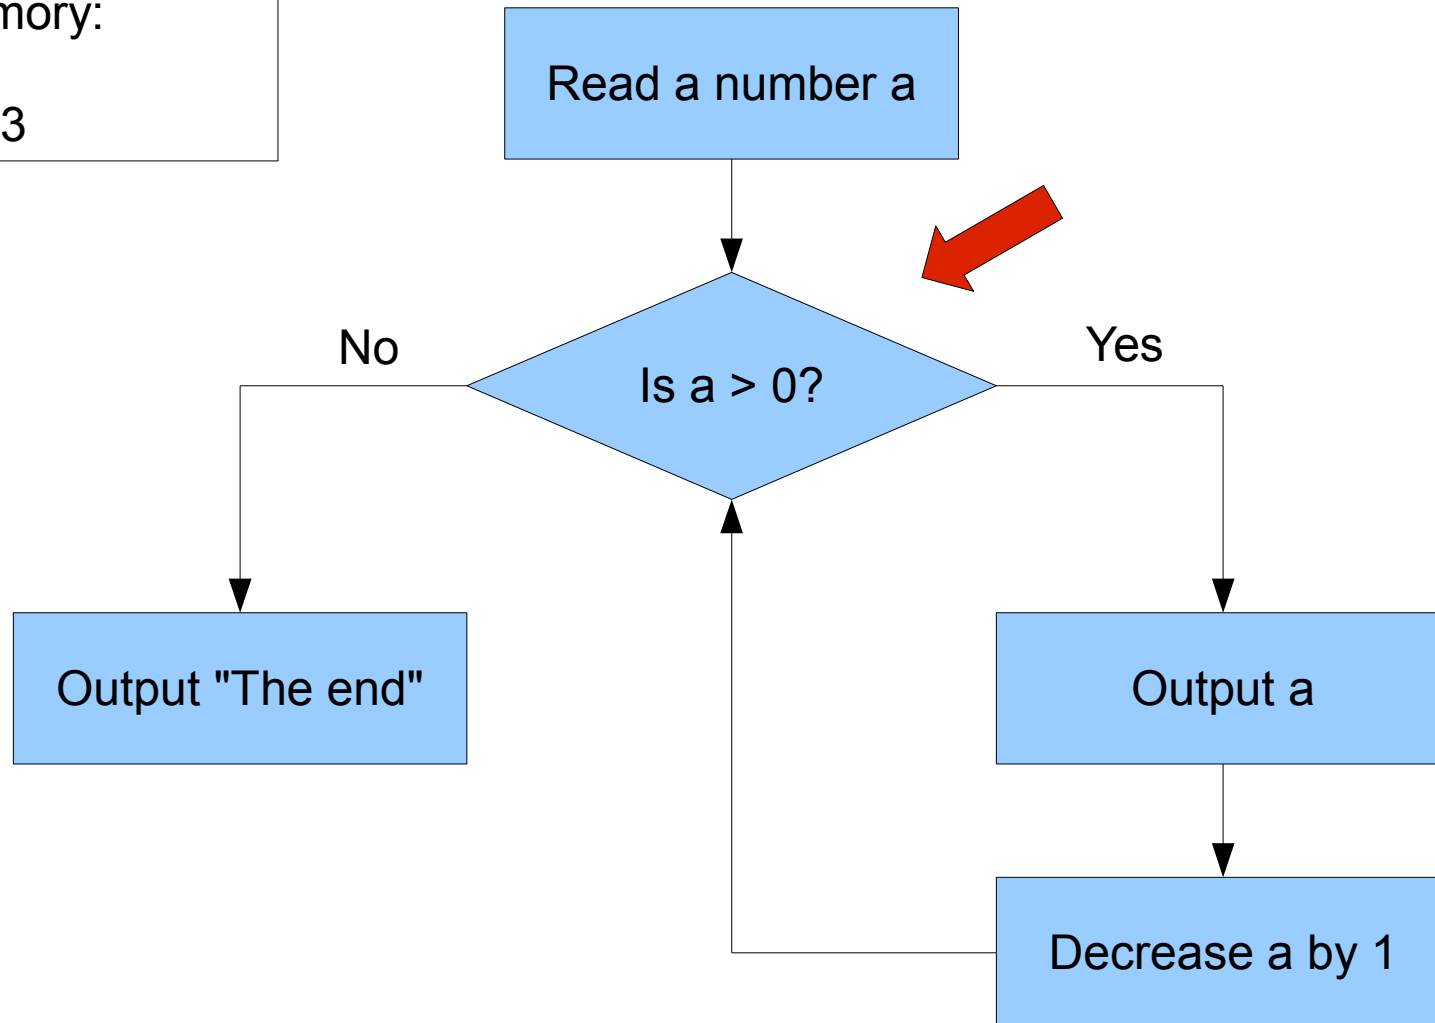 mory:
3
Read a number a
Is a > 0?
No
Yes
Output "The end"
Output a
Decrease a by 1